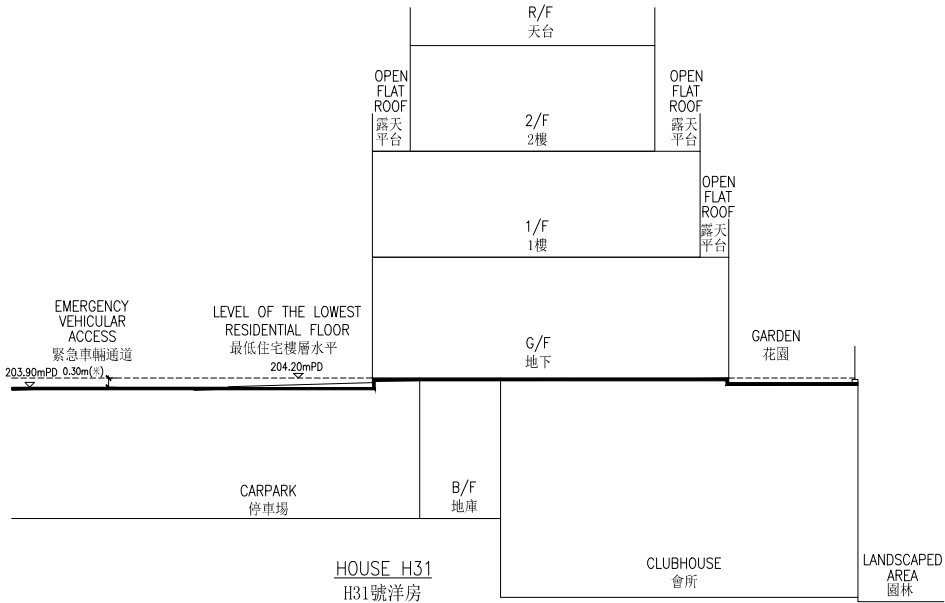 R/F
天台
OPEN
FLAT
ROOF
露天
平台
2/F
2樓
OPEN
FLAT
ROOF
露天
平台
1/F
1樓
OPEN
FLAT
ROOF
露天
平台
EMERGENCY
VEHICULAR
ACCESS
緊急車輛通道
203.90mPD 0.30m(米)
LEVEL OF THE LOWEST
RESIDENTIAL FLOOR
最低住宅樓層水平
204.20mPD
G/F
地下
GARDEN
花園
CARPARK
停車場
B/F
地庫
CLUBHOUSE
會所
LANDSCAPED
AREA
園林
HOUSE H31
H31號洋房